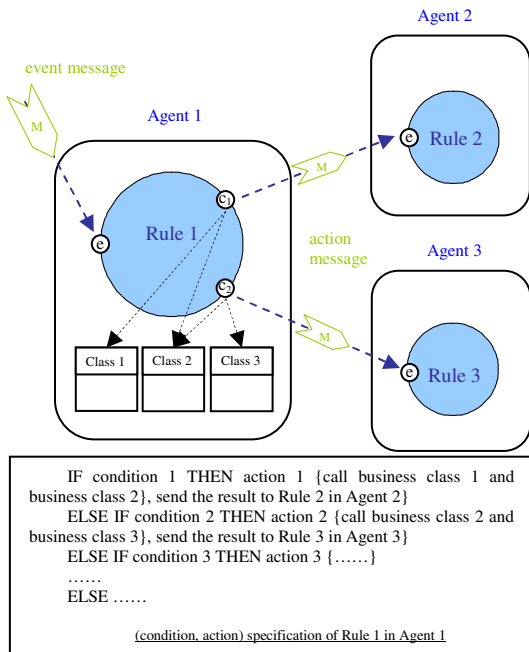 Agent 2
event message
M
Agent 1
e
Rule 2
c1
M
e
Rule 1
action
message
Agent 3
c2
M
e
Rule 3
Class 1
Class 2
Class 3
IF condition 1 THEN action 1 {call business class 1 and
business class 2}, send the result to Rule 2 in Agent 2}
ELSE IF condition 2 THEN action 2 {call business class 2 and
business class 3}, send the result to Rule 3 in Agent 3}
ELSE IF condition 3 THEN action 3 {……}
……
ELSE ……
(condition, action) specification of Rule 1 in Agent 1